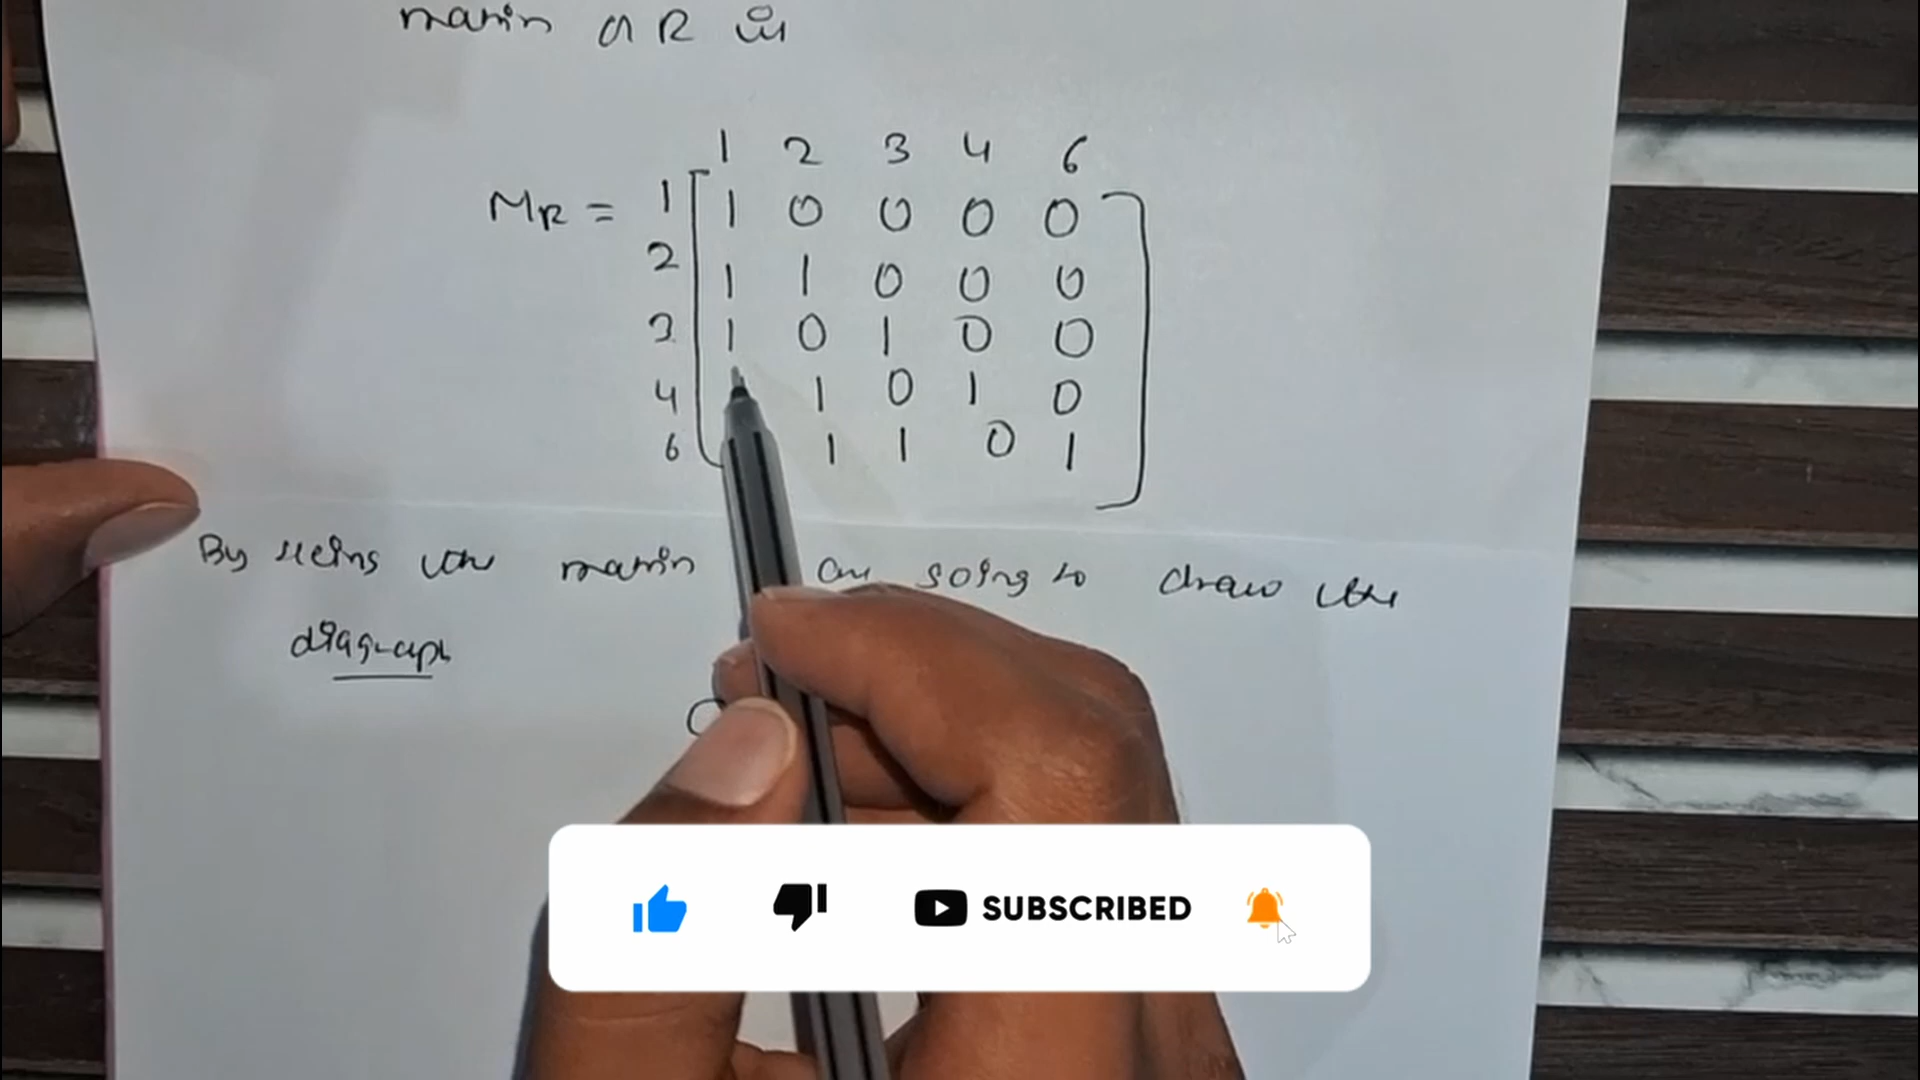 matrix of R is
1 2 3 4 6
MR = 1 1 0 0 0 0
2 1 1 0 0 0
3 1 0 1 0 0
4 1 0 1 0
6 1 1 0 1
By using the matrix are going to draw the
diagraph
SUBSCRIBED